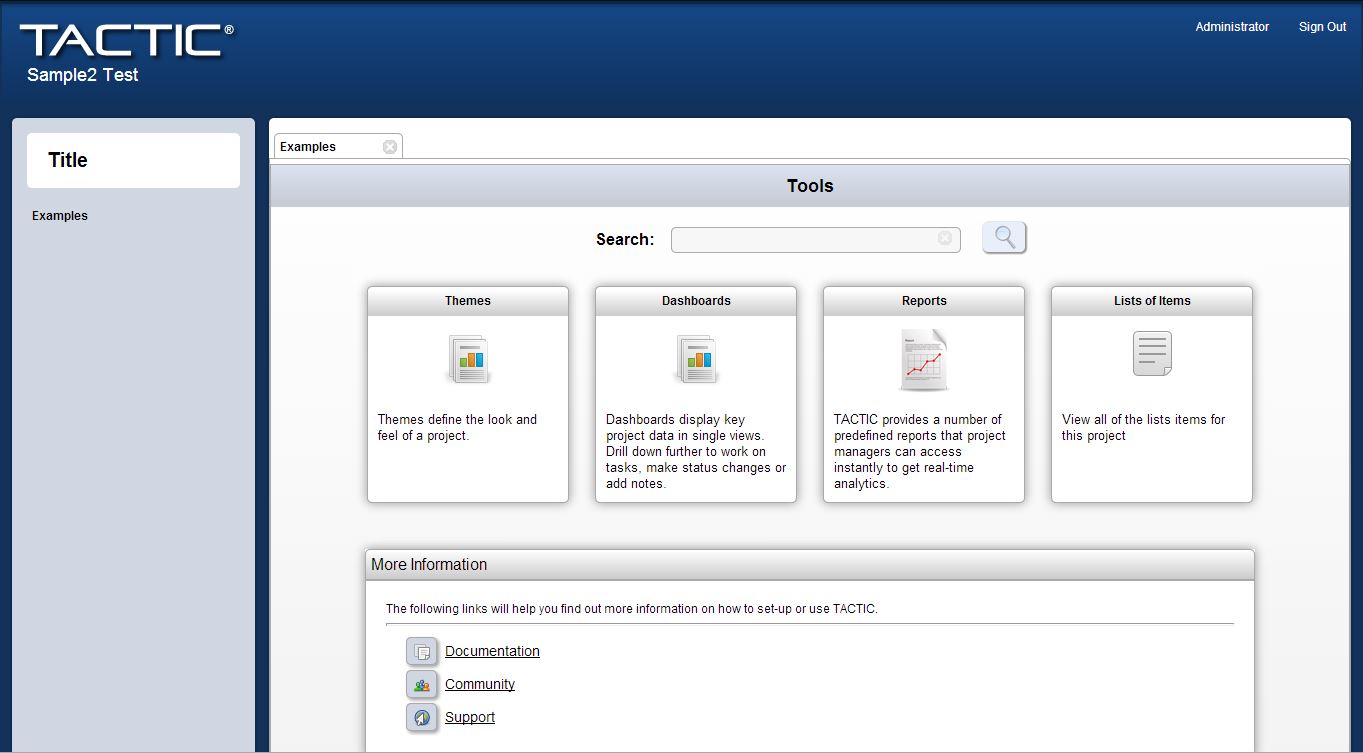 TACTIC®
Sample2 Test
Administrator
Sign Out
Title
Examples
Examples
Tools
Search:
Themes
Themes define the look and
feel of a project.
Dashboards
Dashboards display key
project data in single views.
Drill down further to work on
tasks, make status changes or
add notes.
Reports
TACTIC provides a number of
predefined reports that project
managers can access
instantly to get real-time
analytics.
Lists of Items
View all of the lists items for
this project
More Information
The following links will help you find out more information on how to set-up or use TACTIC.
Documentation
Community
Support